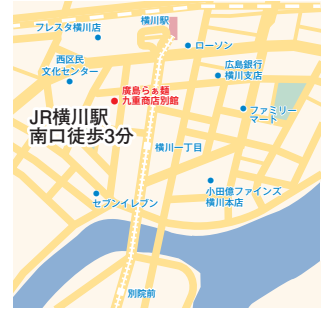 横川駅
フレスタ横川店
ローソン
西区民
文化センター
広島銀行
横川支店
廣島らぁ麺
九重商店別館
ファミリー
マート
JR横川駅
南口徒歩3分
横川一丁目
小田億ファインズ
横川本店
セブンイレブン
別院前